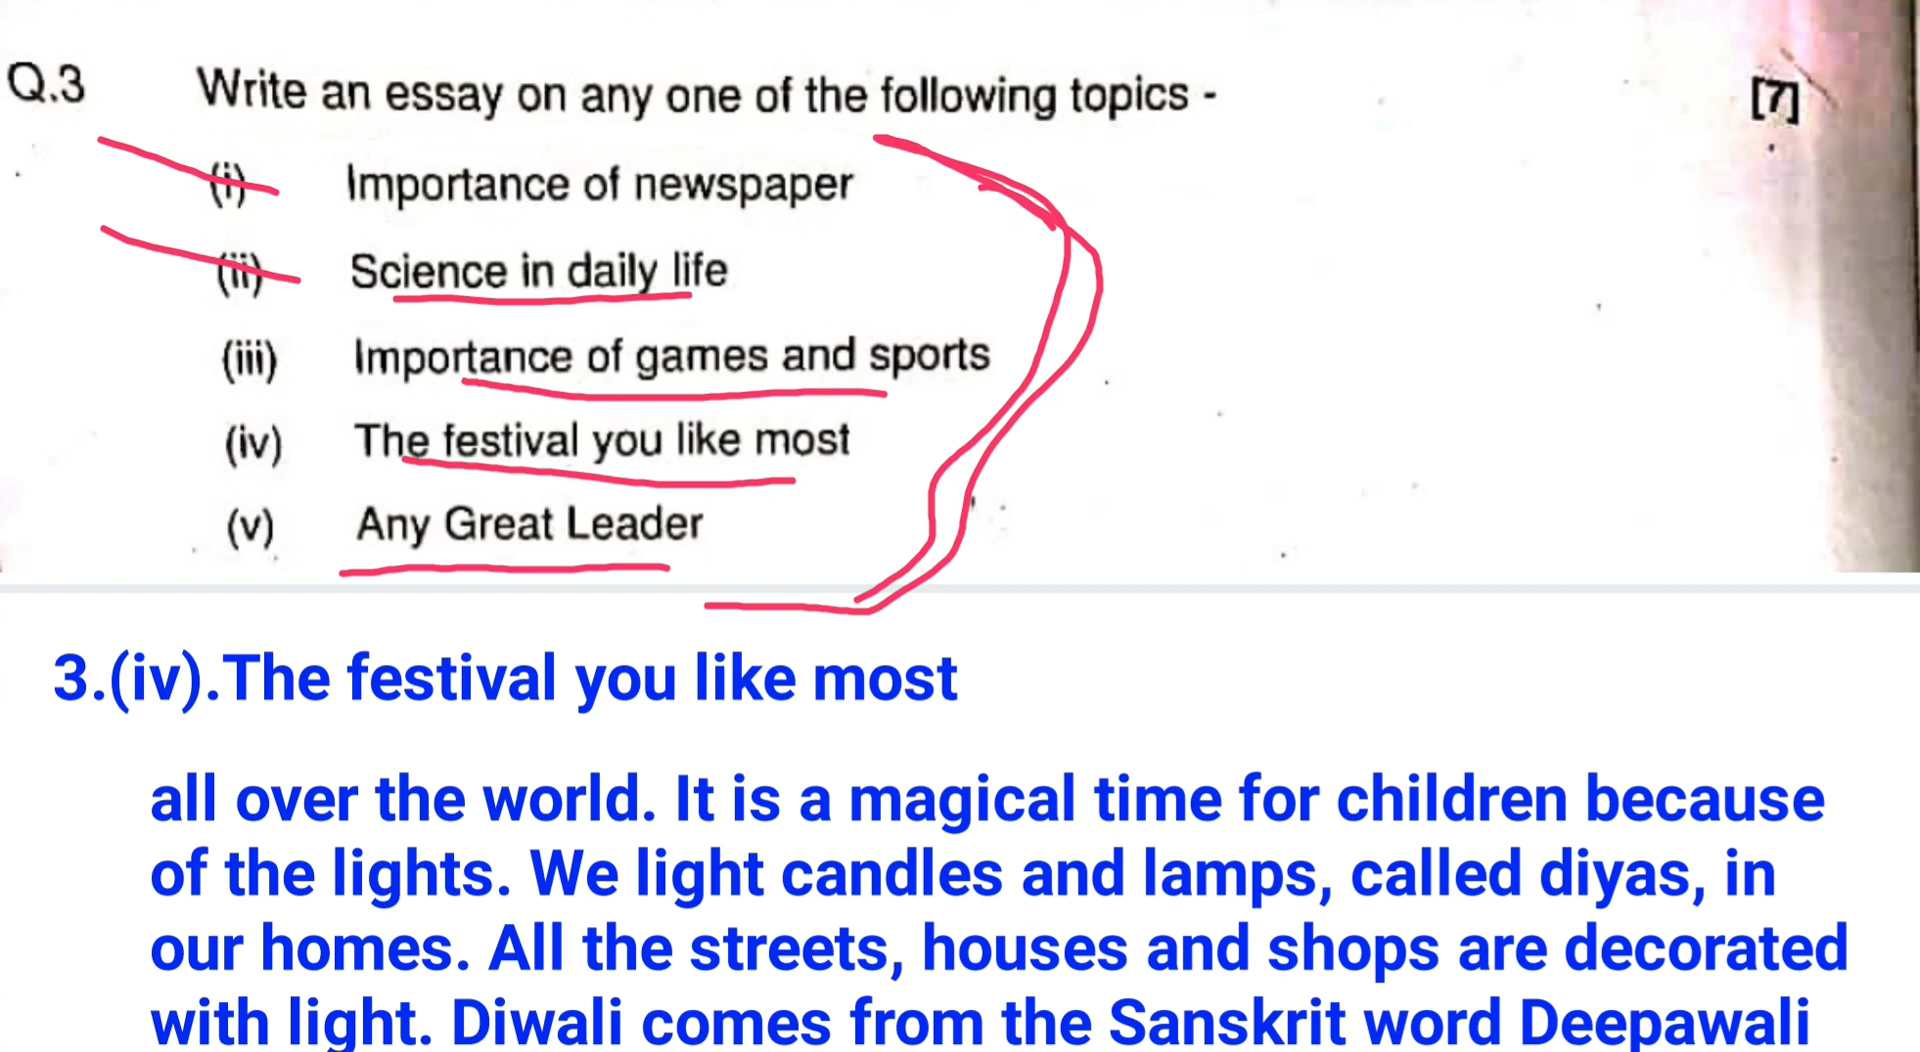 Q.3 Write an essay on any one of the following topics - [7]
(i) Importance of newspaper
(ii) Science in daily life
(iii) Importance of games and sports
(iv) The festival you like most
(v) Any Great Leader
3.(iv).The festival you like most
all over the world. It is a magical time for children because
of the lights. We light candles and lamps, called diyas, in
our homes. All the streets, houses and shops are decorated
with light. Diwali comes from the Sanskrit word Deepawali